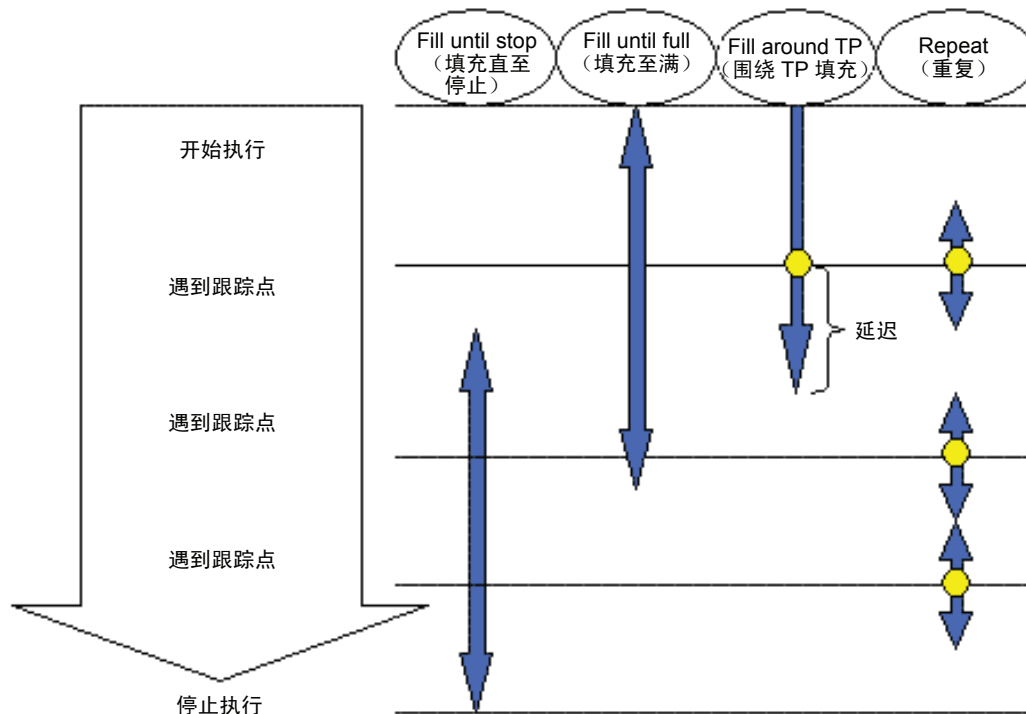 Fill until stop
（填充直至
停止）
Fill until full
（填充至满）
Fill around TP
（围绕 TP 填充）
Repeat
（重复）
开始执行
遇到跟踪点
延迟
遇到跟踪点
遇到跟踪点
停止执行